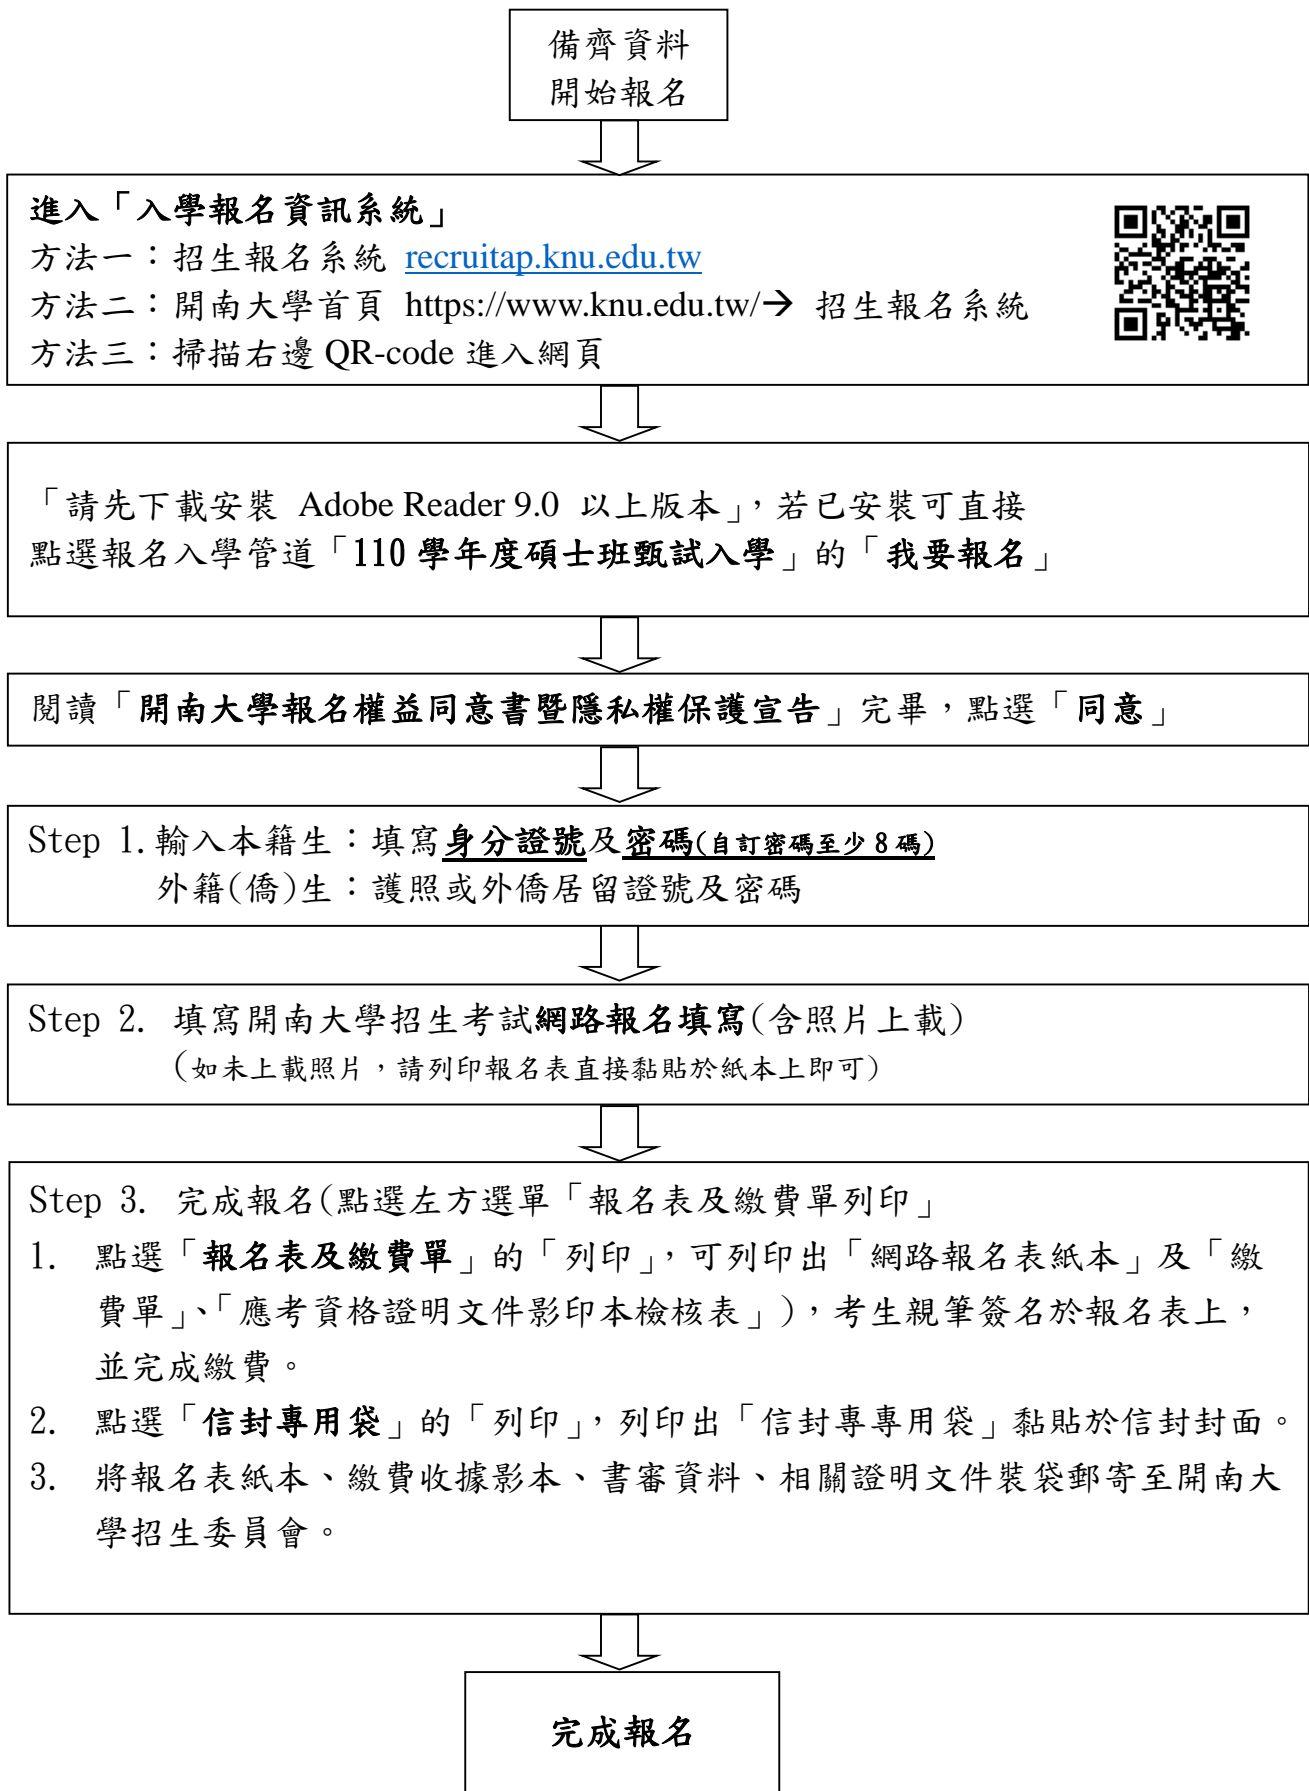 備齊資料
開始報名
進入「入學報名資訊系統」
方法一：招生報名系統 recruitap.knu.edu.tw
方法二：開南大學首頁 https://www.knu.edu.tw/→ 招生報名系統
方法三：掃描右邊 QR-code 進入網頁
「請先下載安裝 Adobe Reader 9.0 以上版本」，若已安裝可直接
點選報名入學管道「110 學年度碩士班甄試入學」的「我要報名」
閱讀「開南大學報名權益同意書暨隱私權保護宣告」完畢，點選「同意」
Step 1. 輸入本籍生：填寫身分證號及密碼(自訂密碼至少 8 碼)
外籍(僑)生：護照或外僑居留證號及密碼
Step 2. 填寫開南大學招生考試網路報名填寫(含照片上載)
(如未上載照片，請列印報名表直接黏貼於紙本上即可)
Step 3. 完成報名(點選左方選單「報名表及繳費單列印」
1. 點選「報名表及繳費單」的「列印」，可列印出「網路報名表紙本」及「繳
費單」、「應考資格證明文件影印本檢核表」)，考生親筆簽名於報名表上，
並完成繳費。
2. 點選「信封專用袋」的「列印」，列印出「信封專專用袋」黏貼於信封封面。
3. 將報名表紙本、繳費收據影本、書審資料、相關證明文件裝袋郵寄至開南大
學招生委員會。
完成報名